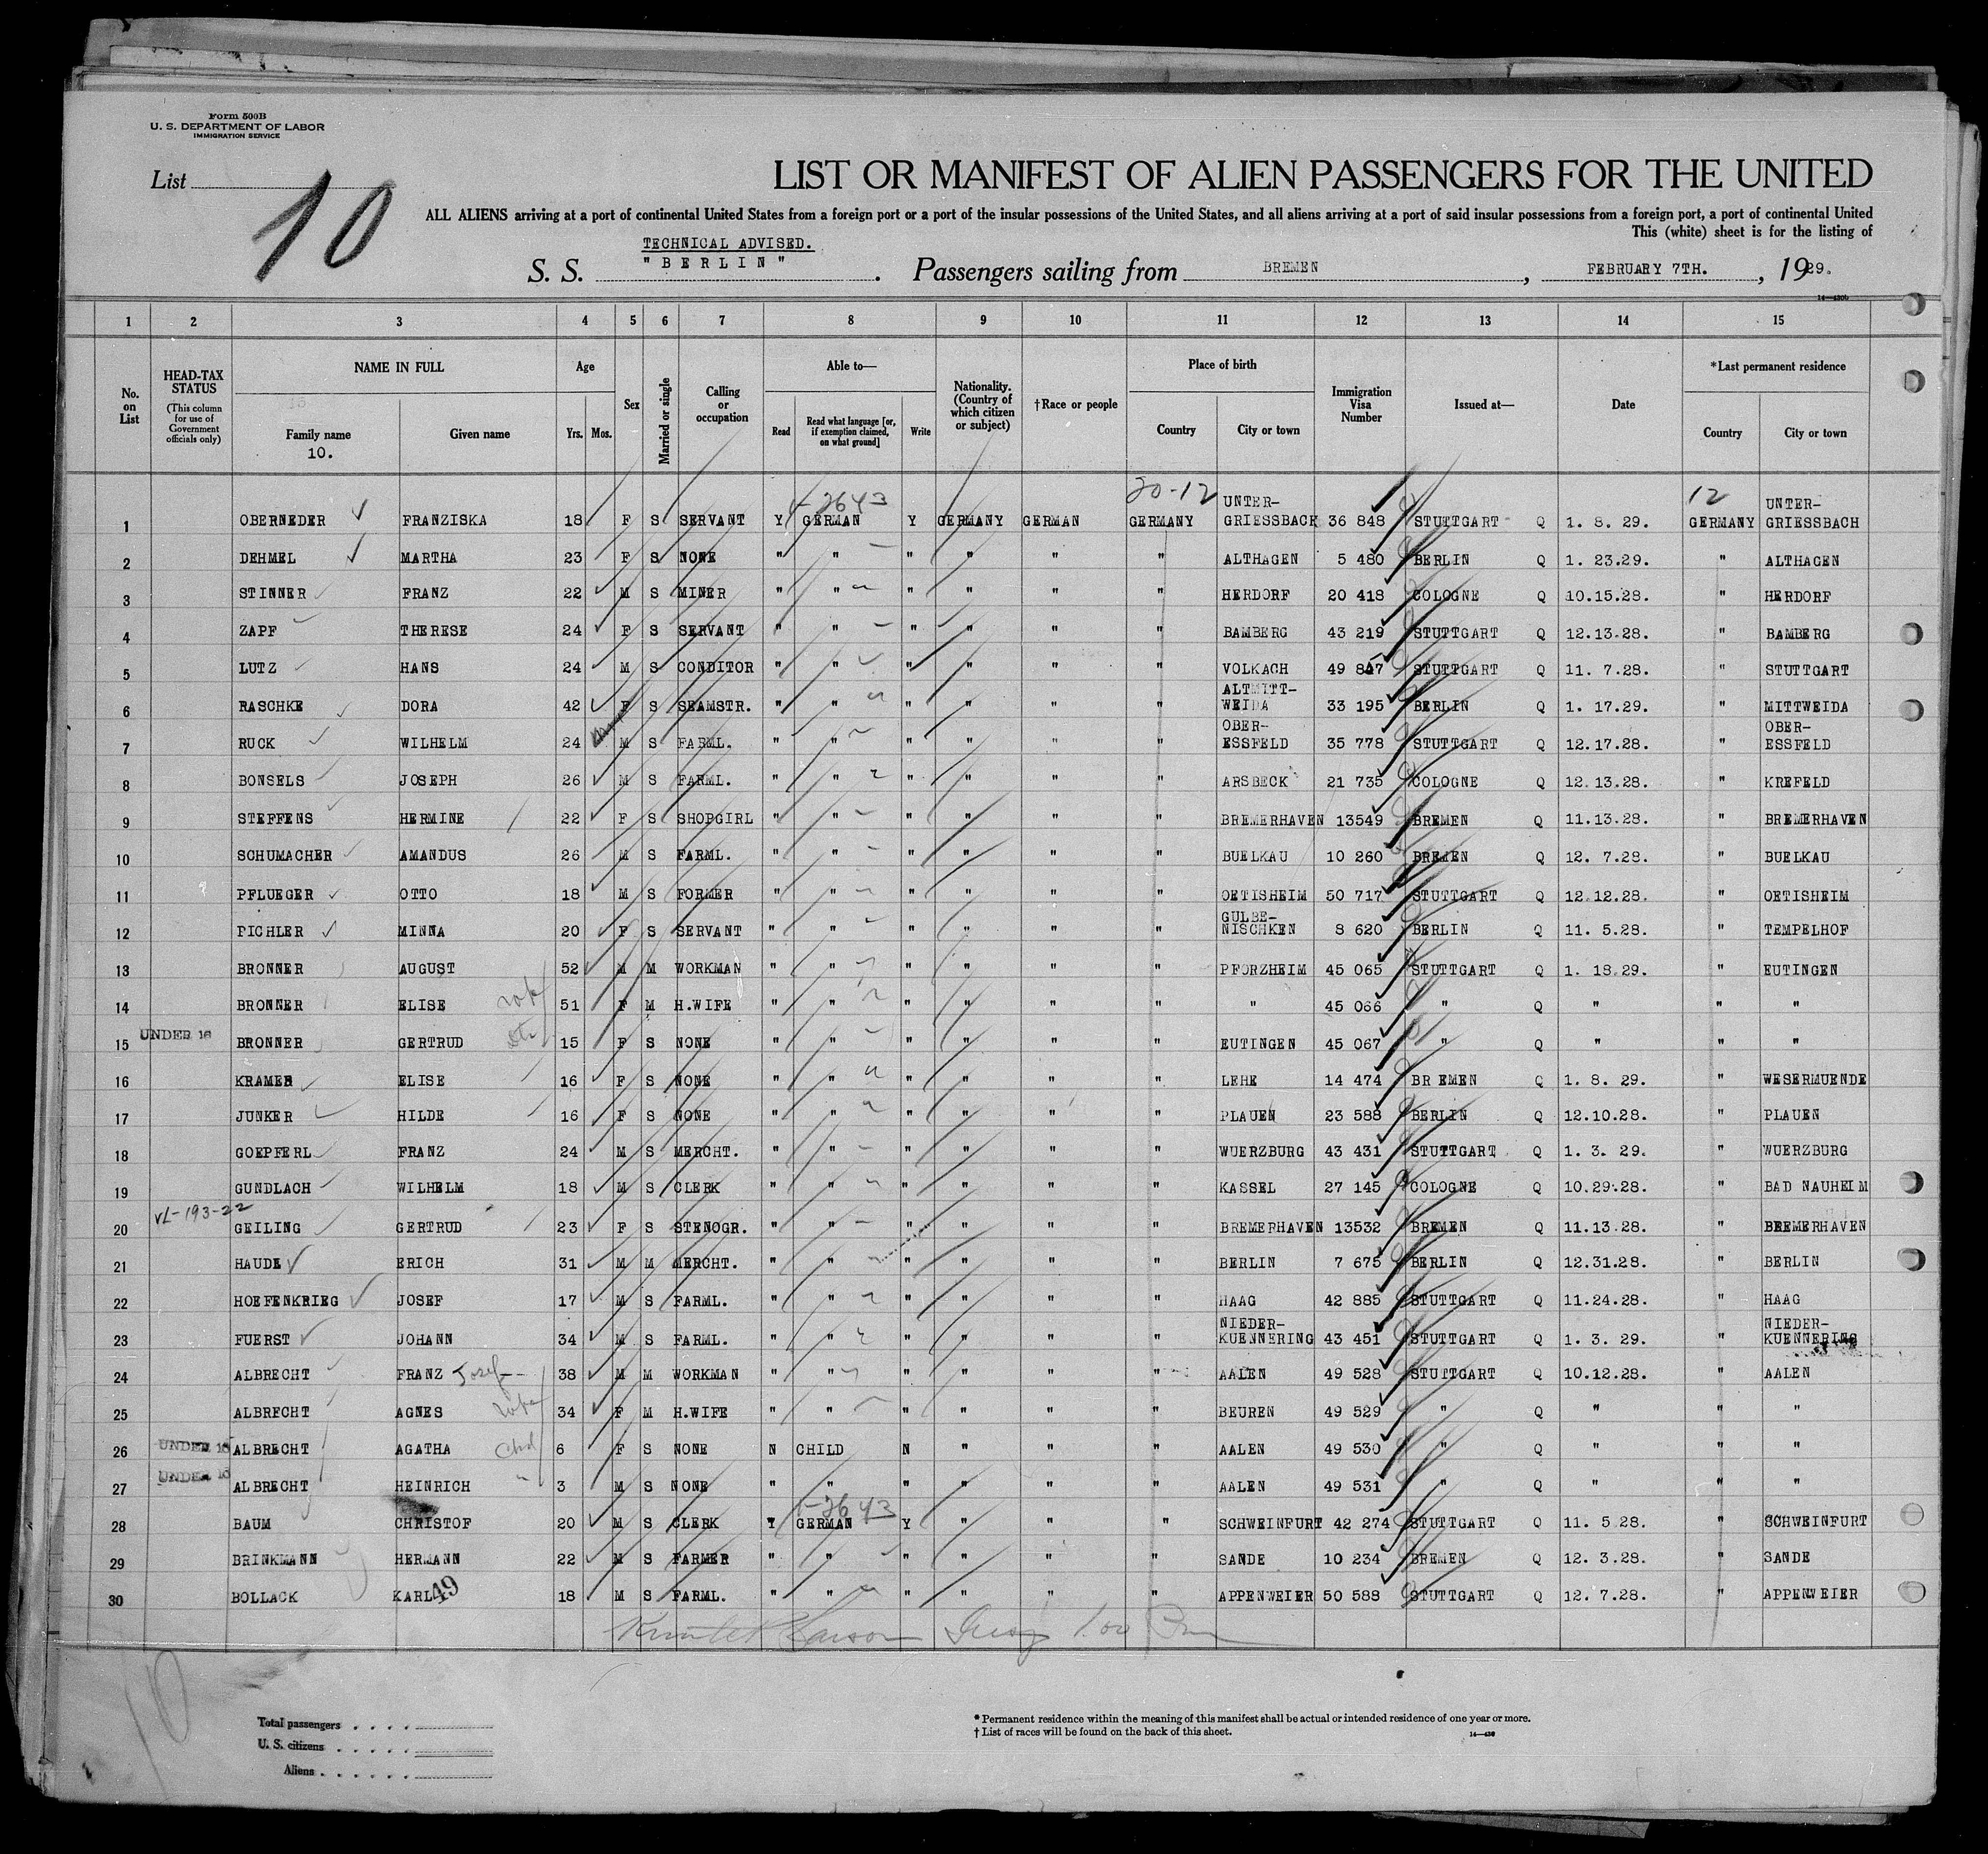 Form 500B
U. S. DEPARTMENT OF LABOR
IMMIGRATION SERVICE
List 10
LIST OR MANIFEST OF ALIEN PASSENGERS FOR THE UNITED
ALL ALIENS arriving at a port of continental United States from a foreign port or a port of the insular possessions of the United States, and all aliens arriving at a port of said insular possessions from a foreign port, a port of continental United
This (white) sheet is for the listing of
TECHNICAL ADVISED.
S. S. "BERLIN". Passengers sailing from BREMEN, FEBRUARY 7TH., 1929.
14—430b
1 2 3 4 5 6 7 8 9 10 11 12 13 14 15
No. on List
HEAD-TAX STATUS
(This column for use of Government officials only)
NAME IN FULL
Family name
10.
Given name
Age
Yrs. Mos.
Sex
Married or single
Calling or occupation
Able to—
Read
Read what language [or, if exemption claimed, on what ground]
Write
Nationality. (Country of which citizen or subject)
†Race or people
Place of birth
Country
City or town
Immigration Visa Number
Issued at—
Date
*Last permanent residence
Country
City or town
1-2643 20-12 UNTER- 12 UNTER-
1 OBERNEDER FRANZISKA 18 F S SERVANT Y GERMAN Y GERMANY GERMAN GERMANY GRIESSBACH 36 848 STUTTGART Q 1. 8. 29. GERMANY GRIESSBACH
2 DEHMEL MARTHA 23 F S NONE " " " " " " ALTHAGEN 5 480 BERLIN Q 1. 23.29. " ALTHAGEN
3 STINNER FRANZ 22 M S MINER " " " " " " HERDORF 20 418 COLOGNE Q 10.15.28. " HERDORF
4 ZAPF THERESE 24 F S SERVANT " " " " " " BAMBERG 43 219 STUTTGART Q 12.13.28. " BAMBERG
5 LUTZ HANS 24 M S CONDITOR " " " " " " VOLKACH 49 847 STUTTGART Q 11. 7.28. " STUTTGART
ALTMITT-
6 RASCHKE DORA 42 F S SEAMSTR. " " " " " " WEIDA 33 195 BERLIN Q 1. 17.29. " MITTWEIDA
OBER- OBER-
7 RUCK WILHELM 24 M S FARML. " " " " " " ESSFELD 35 778 STUTTGART Q 12.17.28. " ESSFELD
8 BONSELS JOSEPH 26 M S FARML. " " " " " " ARSBECK 21 735 COLOGNE Q 12.13.28. " KREFELD
9 STEFFENS HERMINE 22 F S SHOPGIRL " " " " " " BREMERHAVEN 13549 BREMEN Q 11.13.28. " BREMERHAVEN
10 SCHUMACHER AMANDUS 26 M S FARML. " " " " " " BUELKAU 10 260 BREMEN Q 12. 7.28. " BUELKAU
11 PFLUEGER OTTO 18 M S FORMER " " " " " " OETISHEIM 50 717 STUTTGART Q 12.12.28. " OETISHEIM
GULBE-
12 PICHLER MINNA 20 F S SERVANT " " " " " " NISCHKEN 8 620 BERLIN Q 11. 5.28. " TEMPELHOF
13 BRONNER AUGUST 52 M M WORKMAN " " " " " " PFORZHEIM 45 065 STUTTGART Q 1. 18.29. " EUTINGEN
14 BRONNER ELISE 51 F M H.WIFE " " " " " " " 45 066 " Q " " "
15 UNDER 16 BRONNER GERTRUD 15 F S NONE " " " " " " EUTINGEN 45 067 " Q " " "
16 KRAMER ELISE 16 F S NONE " " " " " " LEHE 14 474 BREMEN Q 1. 8. 29. " WESERMUENDE
17 JUNKER HILDE 16 F S NONE " " " " " " PLAUEN 23 588 BERLIN Q 12.10.28. " PLAUEN
18 GOEPFERL FRANZ 24 M S MERCHT. " " " " " " WUERZBURG 43 431 STUTTGART Q 1. 3. 29. " WUERZBURG
19 GUNDLACH WILHELM 18 M S CLERK " " " " " " KASSEL 27 145 COLOGNE Q 10.29.28. " BAD NAUHEIM
VL-193-22
20 GEILING GERTRUD 23 F S STENOGR. " " " " " " BREMERHAVEN 13532 BREMEN Q 11.13.28. " BREMERHAVEN
21 HAUDE ERICH 31 M M MERCHT. " " " " " " BERLIN 7 675 BERLIN Q 12.31.28. " BERLIN
22 HOEFENKRIEG JOSEF 17 M S FARML. " " " " " " HAAG 42 885 STUTTGART Q 11.24.28. " HAAG
NIEDER- NIEDER-
23 FUERST JOHANN 34 M S FARML. " " " " " " KUENNERING 43 451 STUTTGART Q 1. 3. 29. " KUENNERING
24 ALBRECHT FRANZ Josef 38 M M WORKMAN " " " " " " AALEN 49 528 STUTTGART Q 10.12.28. " AALEN
25 ALBRECHT AGNES wife 34 F M H.WIFE " " " " " " BEUREN 49 529 " Q " " "
26 UNDER 16 ALBRECHT AGATHA Chd 6 F S NONE N CHILD N " " " AALEN 49 530 " Q " " "
27 UNDER 16 ALBRECHT HEINRICH " 3 M S NONE " " " " " " AALEN 49 531 " Q " " "
1-2643
28 BAUM CHRISTOF 20 M S CLERK Y GERMAN Y " " " SCHWEINFURT 42 274 STUTTGART Q 11. 5.28. " SCHWEINFURT
29 BRINKMANN HERMANN 22 M S FARMER " " " " " " SANDE 10 234 BREMEN Q 12. 3.28. " SANDE
30 BOLLACK KARL 49 18 M S FARML. " " " " " " APPENWEIER 50 588 STUTTGART Q 12. 7.28. " APPENWEIER
10
Total passengers
U. S. citizens
Aliens
* Permanent residence within the meaning of this manifest shall be actual or intended residence of one year or more.
† List of races will be found on the back of this sheet.
14—430